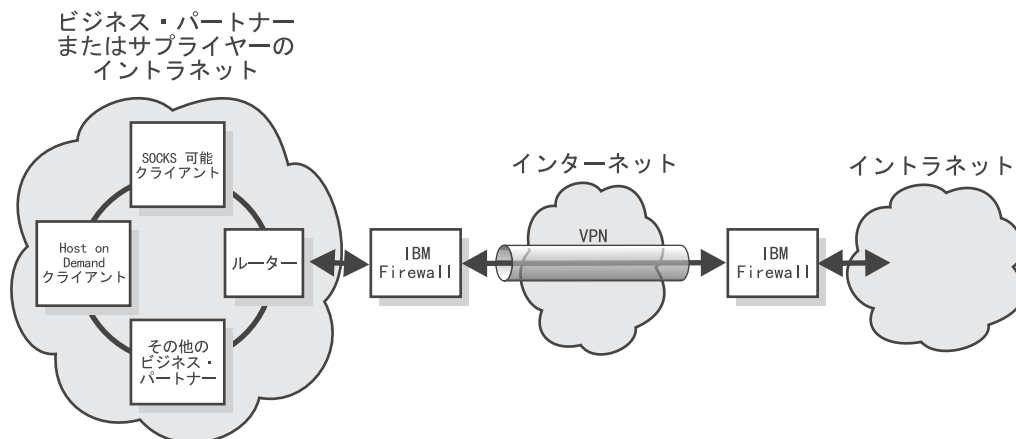 ビジネス・パートナー
またはサプライヤーの
イントラネット
SOCKS 可能
クライアント
Host on
Demand
クライアント
ルーター
その他の
ビジネス・
パートナー
IBM
Firewall
インターネット
VPN
IBM
Firewall
イントラネット